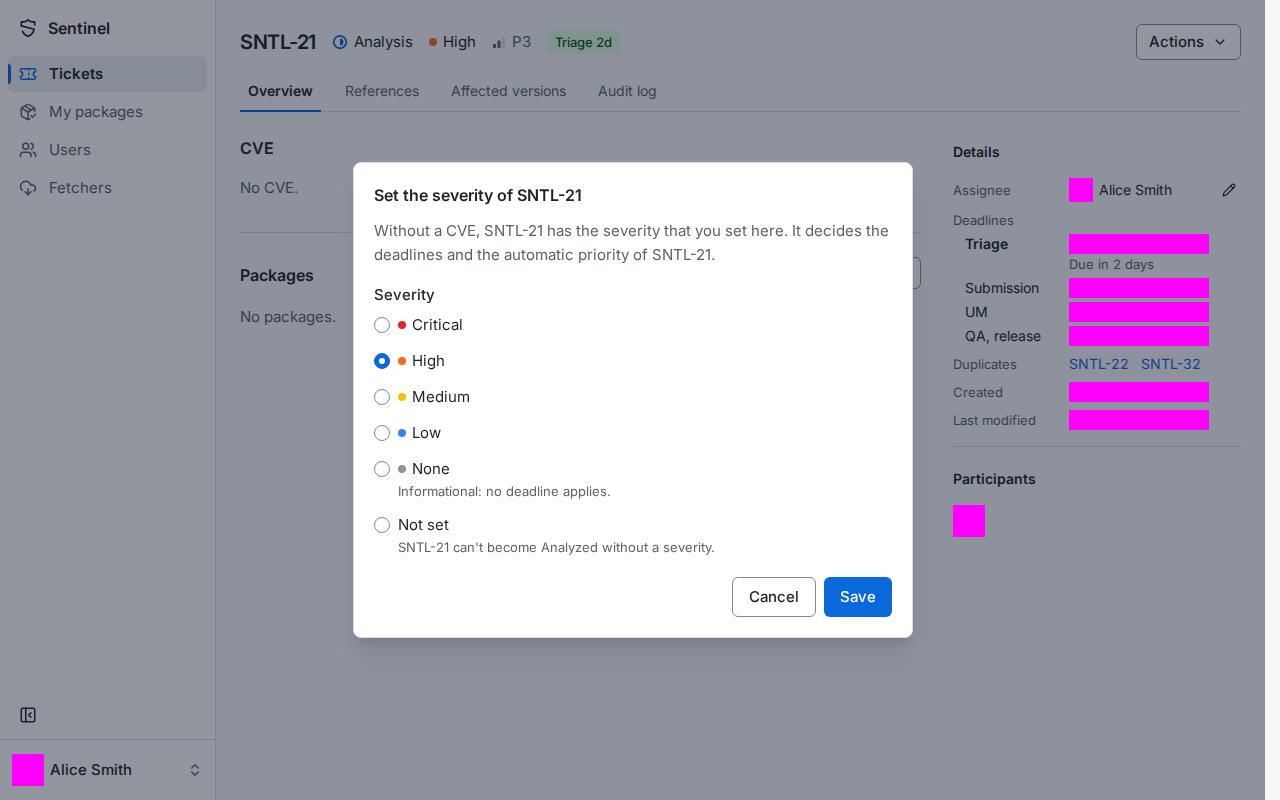 Sentinel
Tickets
My packages
Users
Fetchers
Alice Smith
SNTL-21
Analysis
High
P3
Triage 2d
Actions
Overview
References
Affected versions
Audit log
CVE
No CVE.
Packages
No packages.
Set the severity of SNTL-21
Without a CVE, SNTL-21 has the severity that you set here. It decides the
deadlines and the automatic priority of SNTL-21.
Severity
Critical
High
Medium
Low
None
Informational: no deadline applies.
Not set
SNTL-21 can't become Analyzed without a severity.
Cancel
Save
Details
Assignee
Alice Smith
Deadlines
Triage
Due in 2 days
Submission
UM
QA, release
Duplicates
SNTL-22 SNTL-32
Created
Last modified
Participants